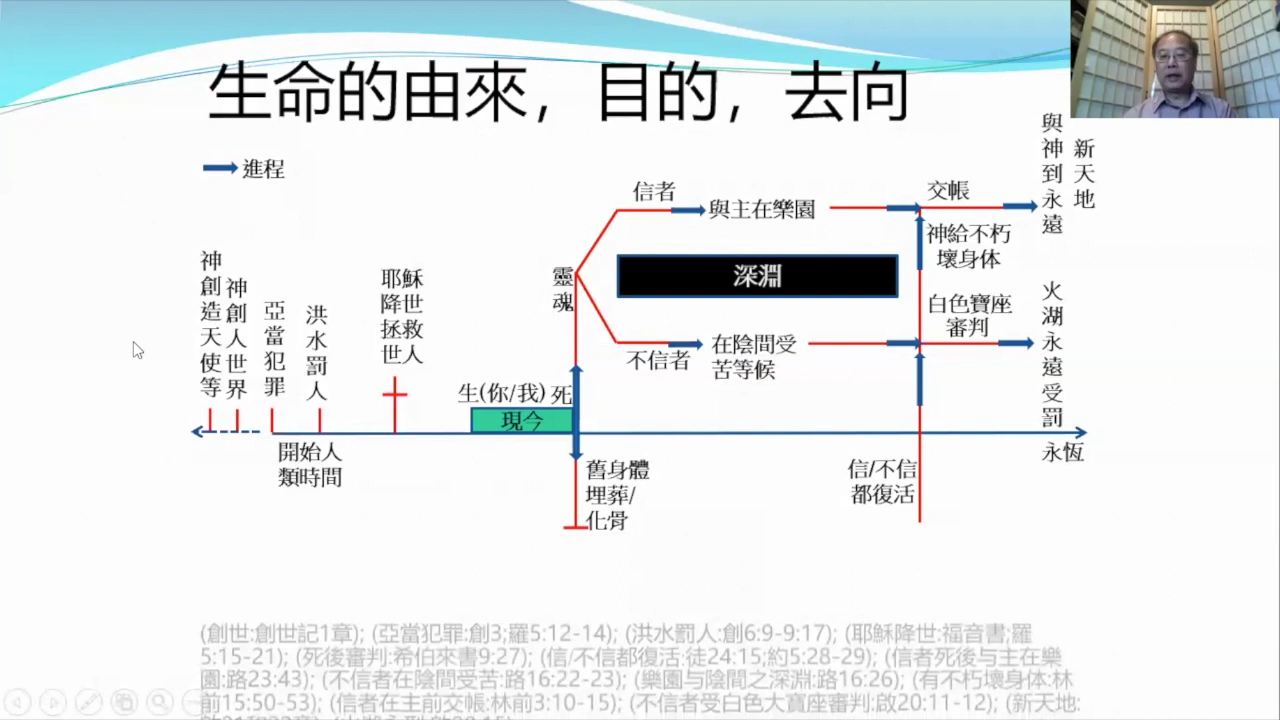 生命的由來，目的，去向
進程
神創造天使等
神創人世界
亞當犯罪
洪水罰人
耶穌
降世
拯救
世人
開始人
類時間
生(你/我) 死
現今
靈魂
舊身體
埋葬/
化骨
信者
與主在樂園
深淵
不信者
在陰間受
苦等候
信/不信
都復活
交帳
神給不朽
壞身体
白色寶座
審判
與神到永遠
新天地
火湖永遠受罰
永恆
(創世:創世記1章); (亞當犯罪:創3;羅5:12-14); (洪水罰人:創6:9-9:17); (耶穌降世:福音書;羅
5:15-21); (死後審判:希伯來書9:27); (信/不信都復活:徒24:15;約5:28-29); (信者死後与主在樂
園:路23:43); (不信者在陰間受苦:路16:22-23); (樂園与陰間之深淵:路16:26); (有不朽壞身体:林
前15:50-53); (信者在主前交帳:林前3:10-15); (不信者受白色大寶座審判:啟20:11-12); (新天地: